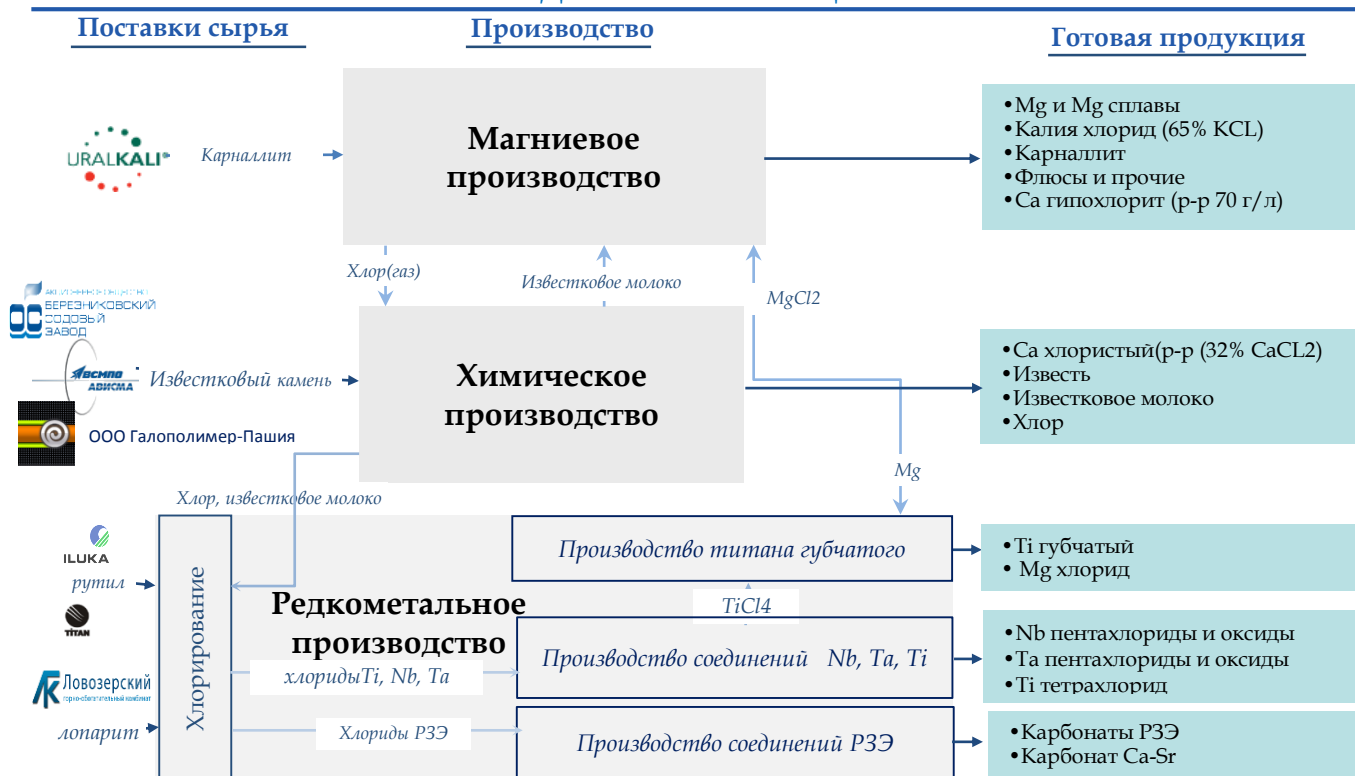 Поставки сырья
Производство
Готовая продукция
URALKALI®
Карналлит
Магниевое
производство
•Mg и Mg сплавы
•Калия хлорид (65% KCL)
•Карналлит
•Флюсы и прочие
•Ca гипохлорит (р-р 70 г/л)
Хлор(газ)
Известковое молоко
MgCl2
БЕРЕЗНИКОВСКИЙ
СОДОВЫЙ
ЗАВОД
ВСМПО
АВИСМА
Известковый камень
ООО Галополимер-Пашия
Химическое
производство
•Ca хлористый(р-р (32% CaCL2)
•Известь
•Известковое молоко
•Хлор
Mg
Хлор, известковое молоко
ILUKA
рутил
TITAN
Ловозерский
горно-обогатительный комбинат
лопарит
Хлорирование
Редкометальное
производство
Производство титана губчатого
•Ti губчатый
• Mg хлорид
TiCl4
хлоридыTi, Nb, Ta
Производство соединений Nb, Ta, Ti
•Nb пентахлориды и оксиды
•Ta пентахлориды и оксиды
•Ti тетрахлорид
Хлориды РЗЭ
Производство соединений РЗЭ
•Карбонаты РЗЭ
•Карбонат Ca-Sr